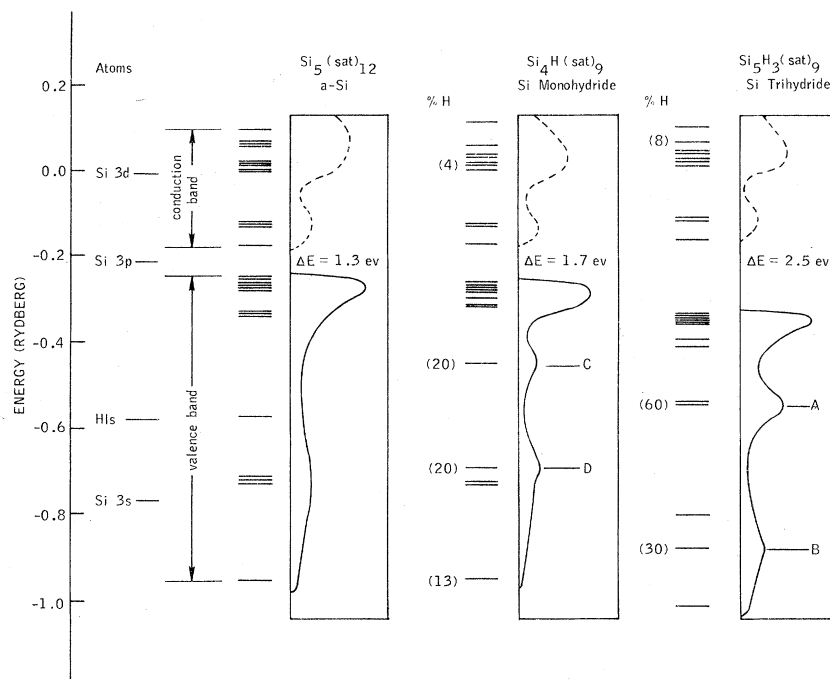 Atoms
Si5(sat)12
a-Si
Si4H(sat)9
Si Monohydride
Si5H3(sat)9
Si Trihydride
% H
% H
0.2
0.0
-0.2
-0.4
-0.6
-0.8
-1.0
ENERGY (RYDBERG)
Si 3d
Si 3p
H1s
Si 3s
conduction
band
valence band
ΔE = 1.3 ev
(4)
ΔE = 1.7 ev
(20)
C
(20)
D
(13)
(8)
ΔE = 2.5 ev
(60)
A
(30)
B